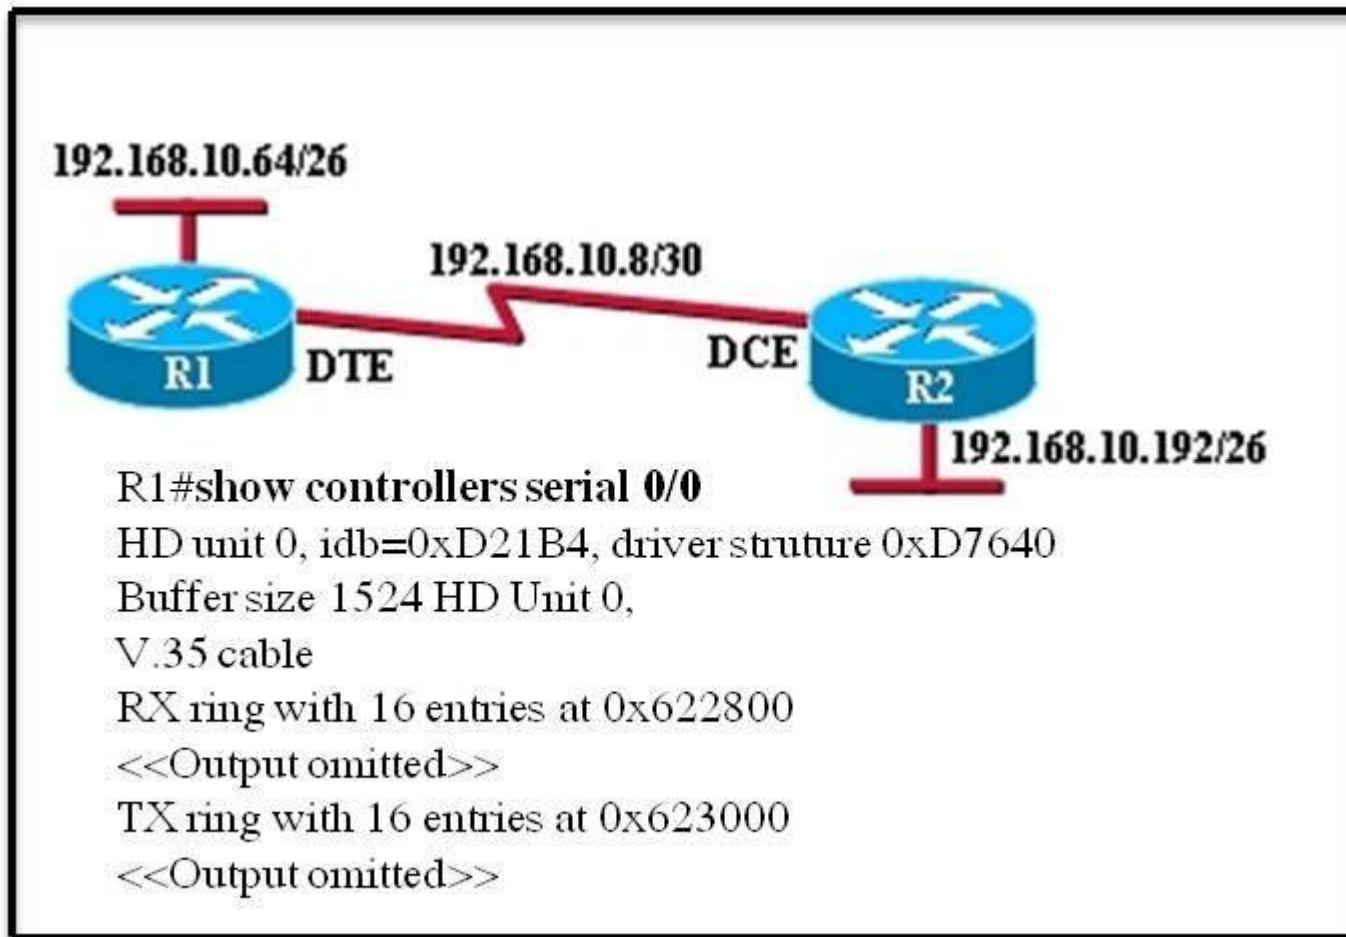 192.168.10.64/26
192.168.10.8/30
R1
DTE
DCE
R2
192.168.10.192/26
R1#show controllers serial 0/0
HD unit 0, idb=0xD21B4, driver struture 0xD7640
Buffer size 1524 HD Unit 0,
V.35 cable
RX ring with 16 entries at 0x622800
<<Output omitted>>
TX ring with 16 entries at 0x623000
<<Output omitted>>